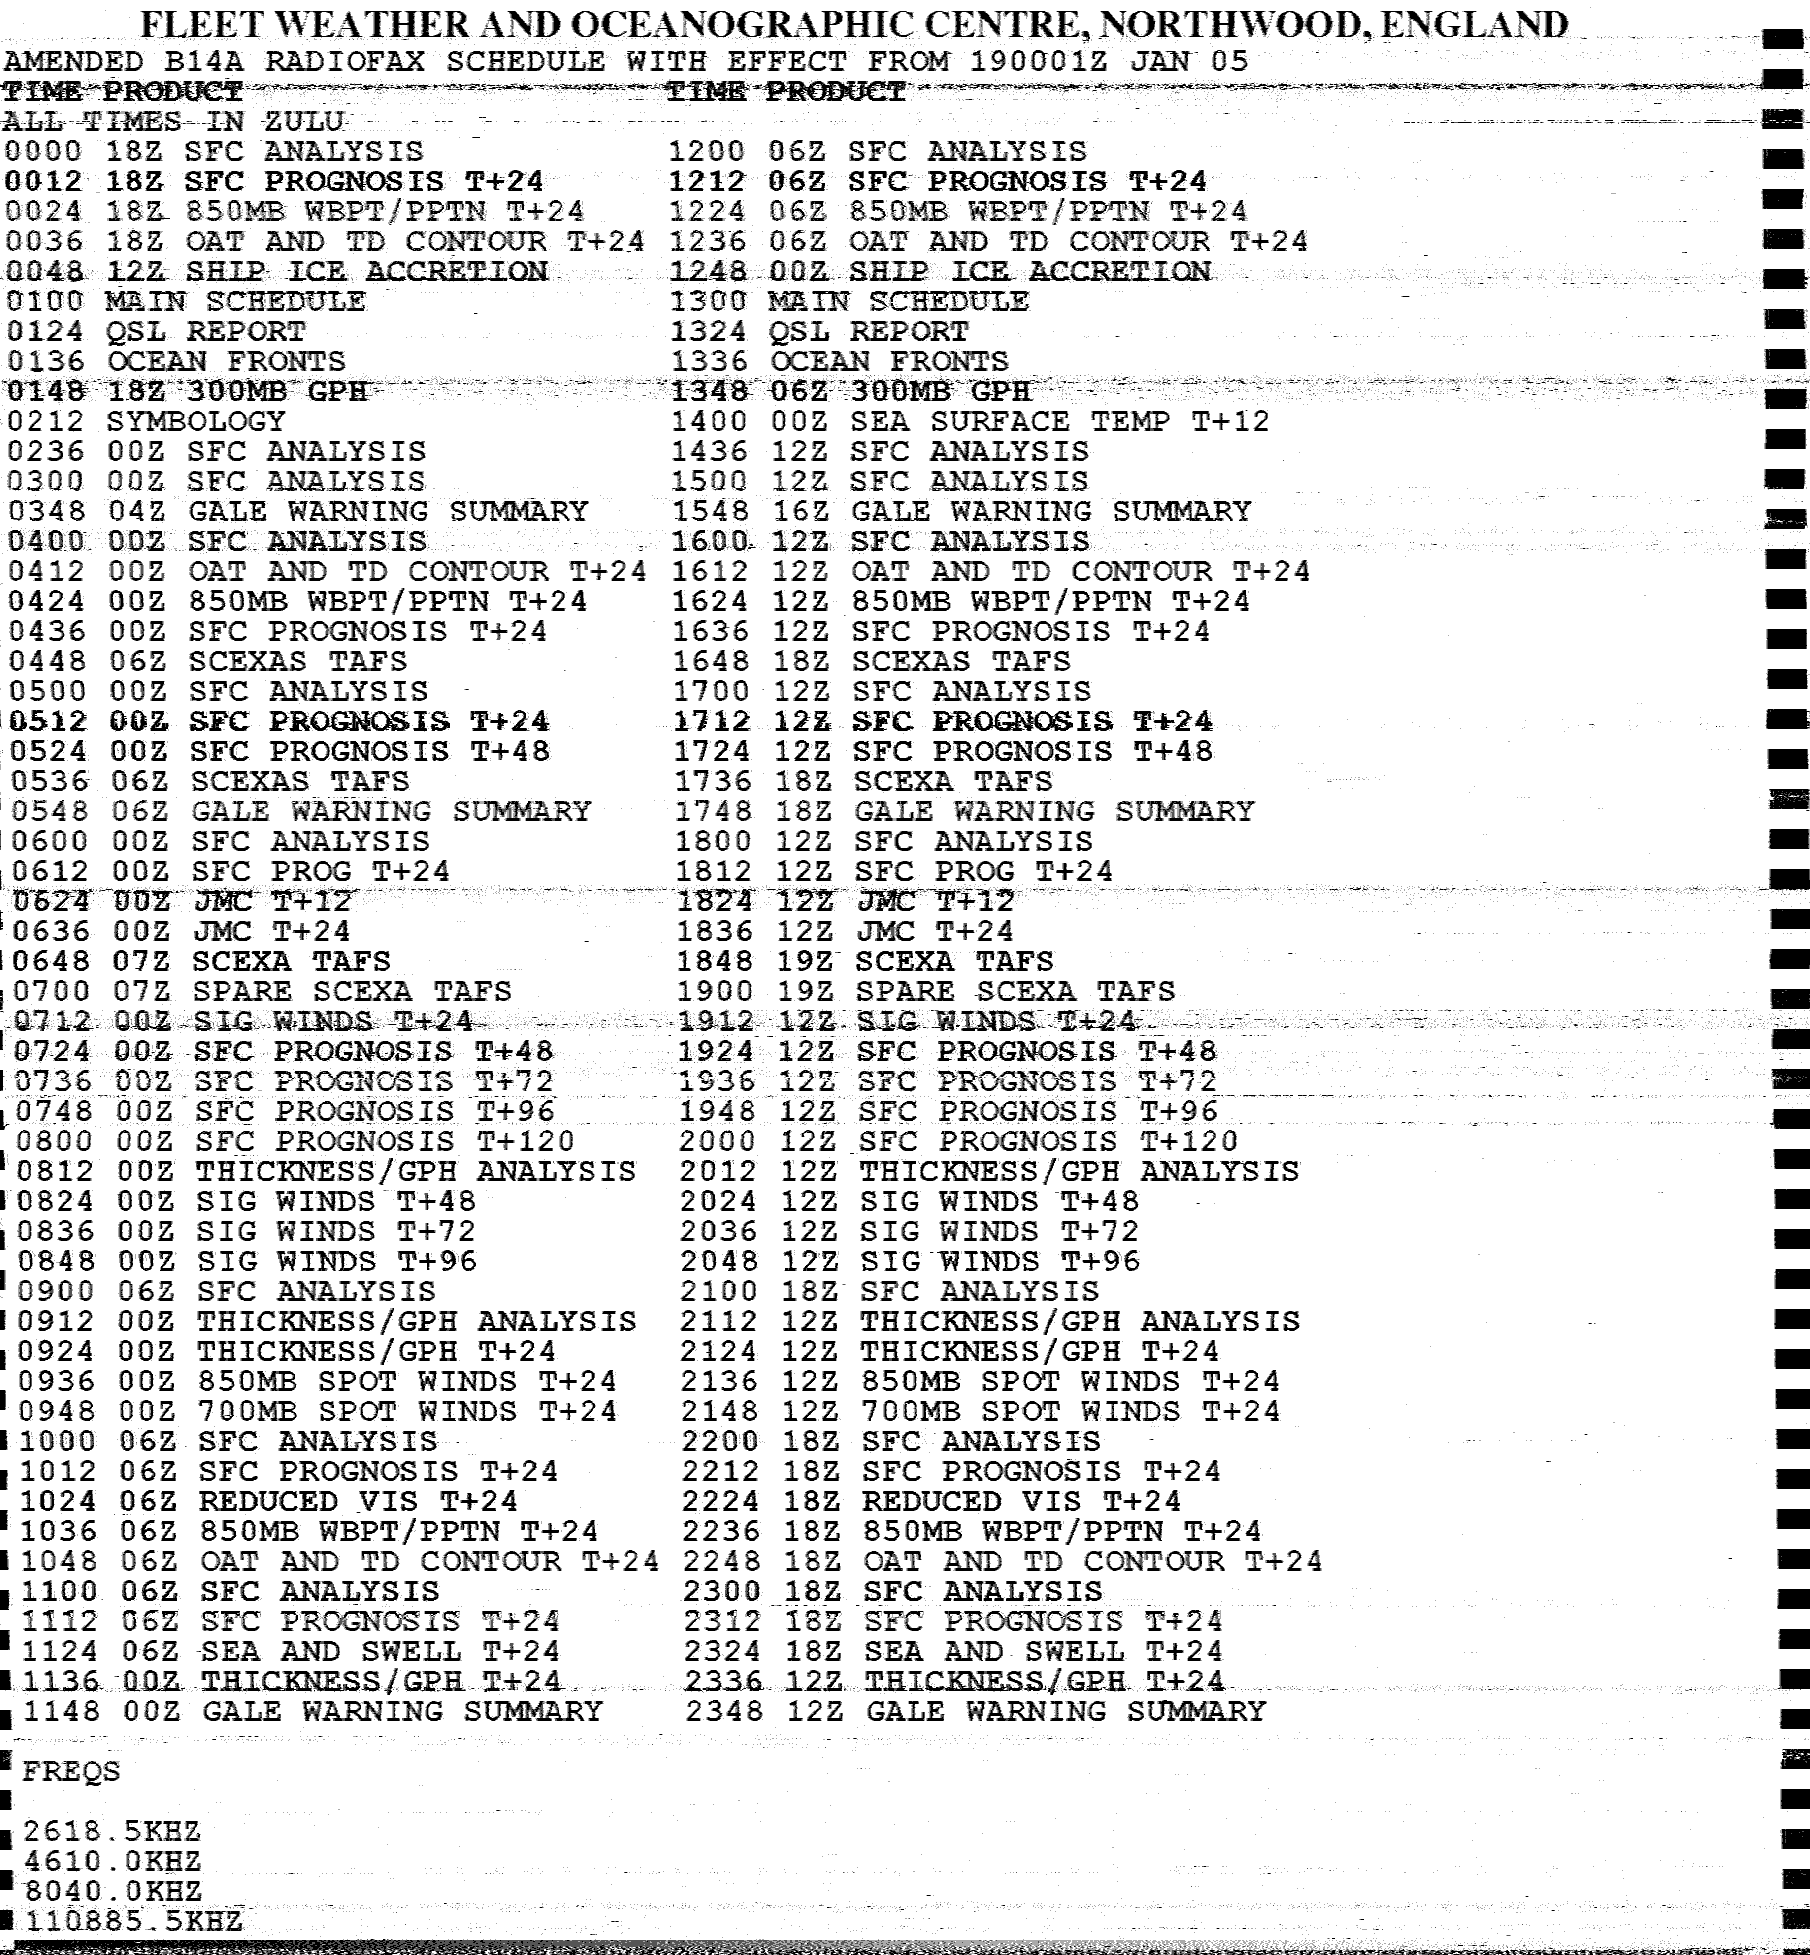 FLEET WEATHER AND OCEANOGRAPHIC CENTRE, NORTHWOOD, ENGLAND
AMENDED B14A RADIOFAX SCHEDULE WITH EFFECT FROM 190001Z JAN 05
TIME PRODUCT TIME PRODUCT
ALL TIMES IN ZULU
0000 18Z SFC ANALYSIS 1200 06Z SFC ANALYSIS
0012 18Z SFC PROGNOSIS T+24 1212 06Z SFC PROGNOSIS T+24
0024 18Z 850MB WBPT/PPTN T+24 1224 06Z 850MB WBPT/PPTN T+24
0036 18Z OAT AND TD CONTOUR T+24 1236 06Z OAT AND TD CONTOUR T+24
0048 12Z SHIP ICE ACCRETION 1248 00Z SHIP ICE ACCRETION
0100 MAIN SCHEDULE 1300 MAIN SCHEDULE
0124 QSL REPORT 1324 QSL REPORT
0136 OCEAN FRONTS 1336 OCEAN FRONTS
0148 18Z 300MB GPH 1348 06Z 300MB GPH
0212 SYMBOLOGY 1400 00Z SEA SURFACE TEMP T+12
0236 00Z SFC ANALYSIS 1436 12Z SFC ANALYSIS
0300 00Z SFC ANALYSIS 1500 12Z SFC ANALYSIS
0348 04Z GALE WARNING SUMMARY 1548 16Z GALE WARNING SUMMARY
0400 00Z SFC ANALYSIS 1600 12Z SFC ANALYSIS
0412 00Z OAT AND TD CONTOUR T+24 1612 12Z OAT AND TD CONTOUR T+24
0424 00Z 850MB WBPT/PPTN T+24 1624 12Z 850MB WBPT/PPTN T+24
0436 00Z SFC PROGNOSIS T+24 1636 12Z SFC PROGNOSIS T+24
0448 06Z SCEXAS TAFS 1648 18Z SCEXAS TAFS
0500 00Z SFC ANALYSIS 1700 12Z SFC ANALYSIS
0512 00Z SFC PROGNOSIS T+24 1712 12Z SFC PROGNOSIS T+24
0524 00Z SFC PROGNOSIS T+48 1724 12Z SFC PROGNOSIS T+48
0536 06Z SCEXAS TAFS 1736 18Z SCEXA TAFS
0548 06Z GALE WARNING SUMMARY 1748 18Z GALE WARNING SUMMARY
0600 00Z SFC ANALYSIS 1800 12Z SFC ANALYSIS
0612 00Z SFC PROG T+24 1812 12Z SFC PROG T+24
0624 00Z JMC T+12 1824 12Z JMC T+12
0636 00Z JMC T+24 1836 12Z JMC T+24
0648 07Z SCEXA TAFS 1848 19Z SCEXA TAFS
0700 07Z SPARE SCEXA TAFS 1900 19Z SPARE SCEXA TAFS
0712 00Z SIG WINDS T+24 1912 12Z SIG WINDS T+24
0724 00Z SFC PROGNOSIS T+48 1924 12Z SFC PROGNOSIS T+48
0736 00Z SFC PROGNOSIS T+72 1936 12Z SFC PROGNOSIS T+72
0748 00Z SFC PROGNOSIS T+96 1948 12Z SFC PROGNOSIS T+96
0800 00Z SFC PROGNOSIS T+120 2000 12Z SFC PROGNOSIS T+120
0812 00Z THICKNESS/GPH ANALYSIS 2012 12Z THICKNESS/GPH ANALYSIS
0824 00Z SIG WINDS T+48 2024 12Z SIG WINDS T+48
0836 00Z SIG WINDS T+72 2036 12Z SIG WINDS T+72
0848 00Z SIG WINDS T+96 2048 12Z SIG WINDS T+96
0900 06Z SFC ANALYSIS 2100 18Z SFC ANALYSIS
0912 00Z THICKNESS/GPH ANALYSIS 2112 12Z THICKNESS/GPH ANALYSIS
0924 00Z THICKNESS/GPH T+24 2124 12Z THICKNESS/GPH T+24
0936 00Z 850MB SPOT WINDS T+24 2136 12Z 850MB SPOT WINDS T+24
0948 00Z 700MB SPOT WINDS T+24 2148 12Z 700MB SPOT WINDS T+24
1000 06Z SFC ANALYSIS 2200 18Z SFC ANALYSIS
1012 06Z SFC PROGNOSIS T+24 2212 18Z SFC PROGNOSIS T+24
1024 06Z REDUCED VIS T+24 2224 18Z REDUCED VIS T+24
1036 06Z 850MB WBPT/PPTN T+24 2236 18Z 850MB WBPT/PPTN T+24
1048 06Z OAT AND TD CONTOUR T+24 2248 18Z OAT AND TD CONTOUR T+24
1100 06Z SFC ANALYSIS 2300 18Z SFC ANALYSIS
1112 06Z SFC PROGNOSIS T+24 2312 18Z SFC PROGNOSIS T+24
1124 06Z SEA AND SWELL T+24 2324 18Z SEA AND SWELL T+24
1136 00Z THICKNESS/GPH T+24 2336 12Z THICKNESS/GPH T+24
1148 00Z GALE WARNING SUMMARY 2348 12Z GALE WARNING SUMMARY
FREQS
2618.5KHZ
4610.0KHZ
8040.0KHZ
110885.5KHZ